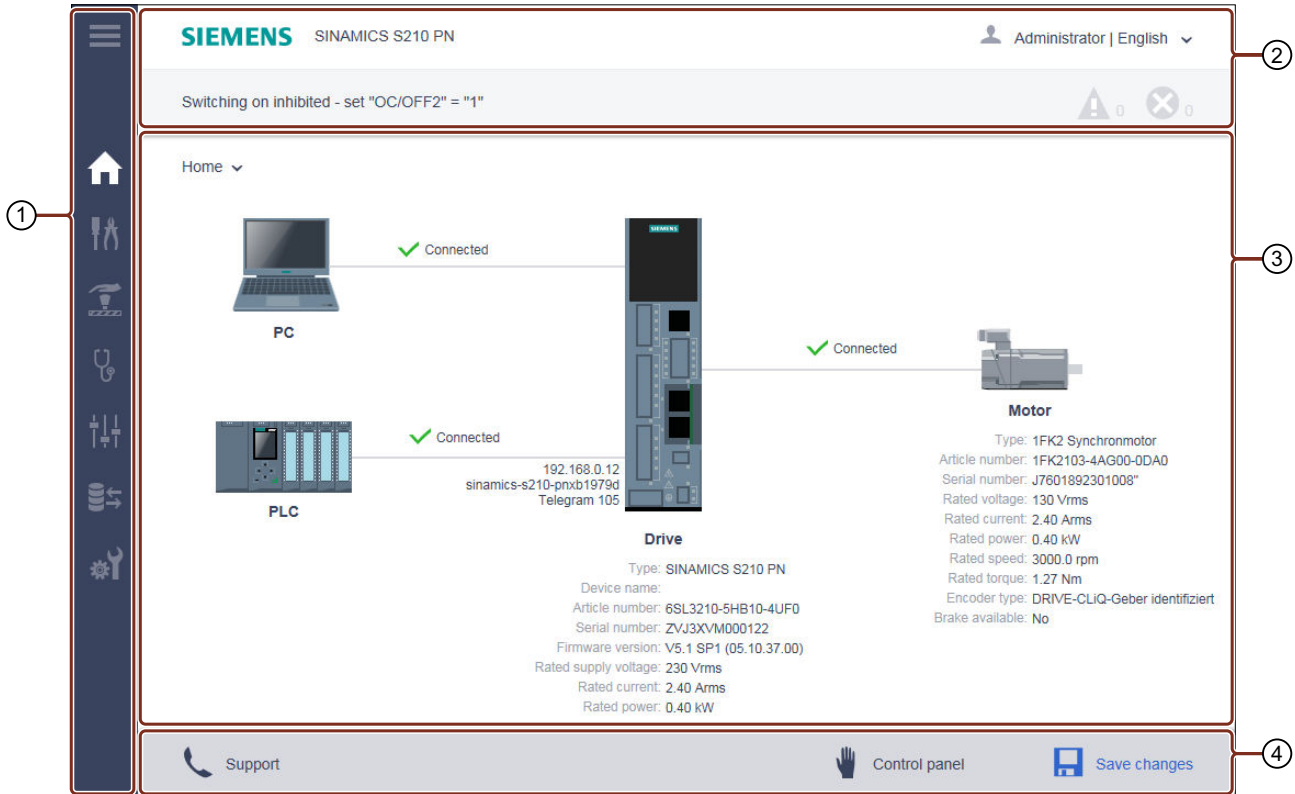 SIEMENS SINAMICS S210 PN
Administrator | English
2
Switching on inhibited - set "OC/OFF2" = "1"
0 0
Home
1
Connected
SIEMENS
3
PC
Connected
Motor
Type: 1FK2 Synchronmotor
Article number: 1FK2103-4AG00-0DA0
Serial number: J7601892301008"
Rated voltage: 130 Vrms
Rated current: 2.40 Arms
Rated power: 0.40 kW
Rated speed: 3000.0 rpm
Rated torque: 1.27 Nm
Encoder type: DRIVE-CLiQ-Geber identifiziert
Brake available: No
Connected
192.168.0.12
sinamics-s210-pnxb1979d
Telegram 105
PLC
Drive
Type: SINAMICS S210 PN
Device name:
Article number: 6SL3210-5HB10-4UF0
Serial number: ZVJ3XVM000122
Firmware version: V5.1 SP1 (05.10.37.00)
Rated supply voltage: 230 Vrms
Rated current: 2.40 Arms
Rated power: 0.40 kW
Support
Control panel
Save changes
4